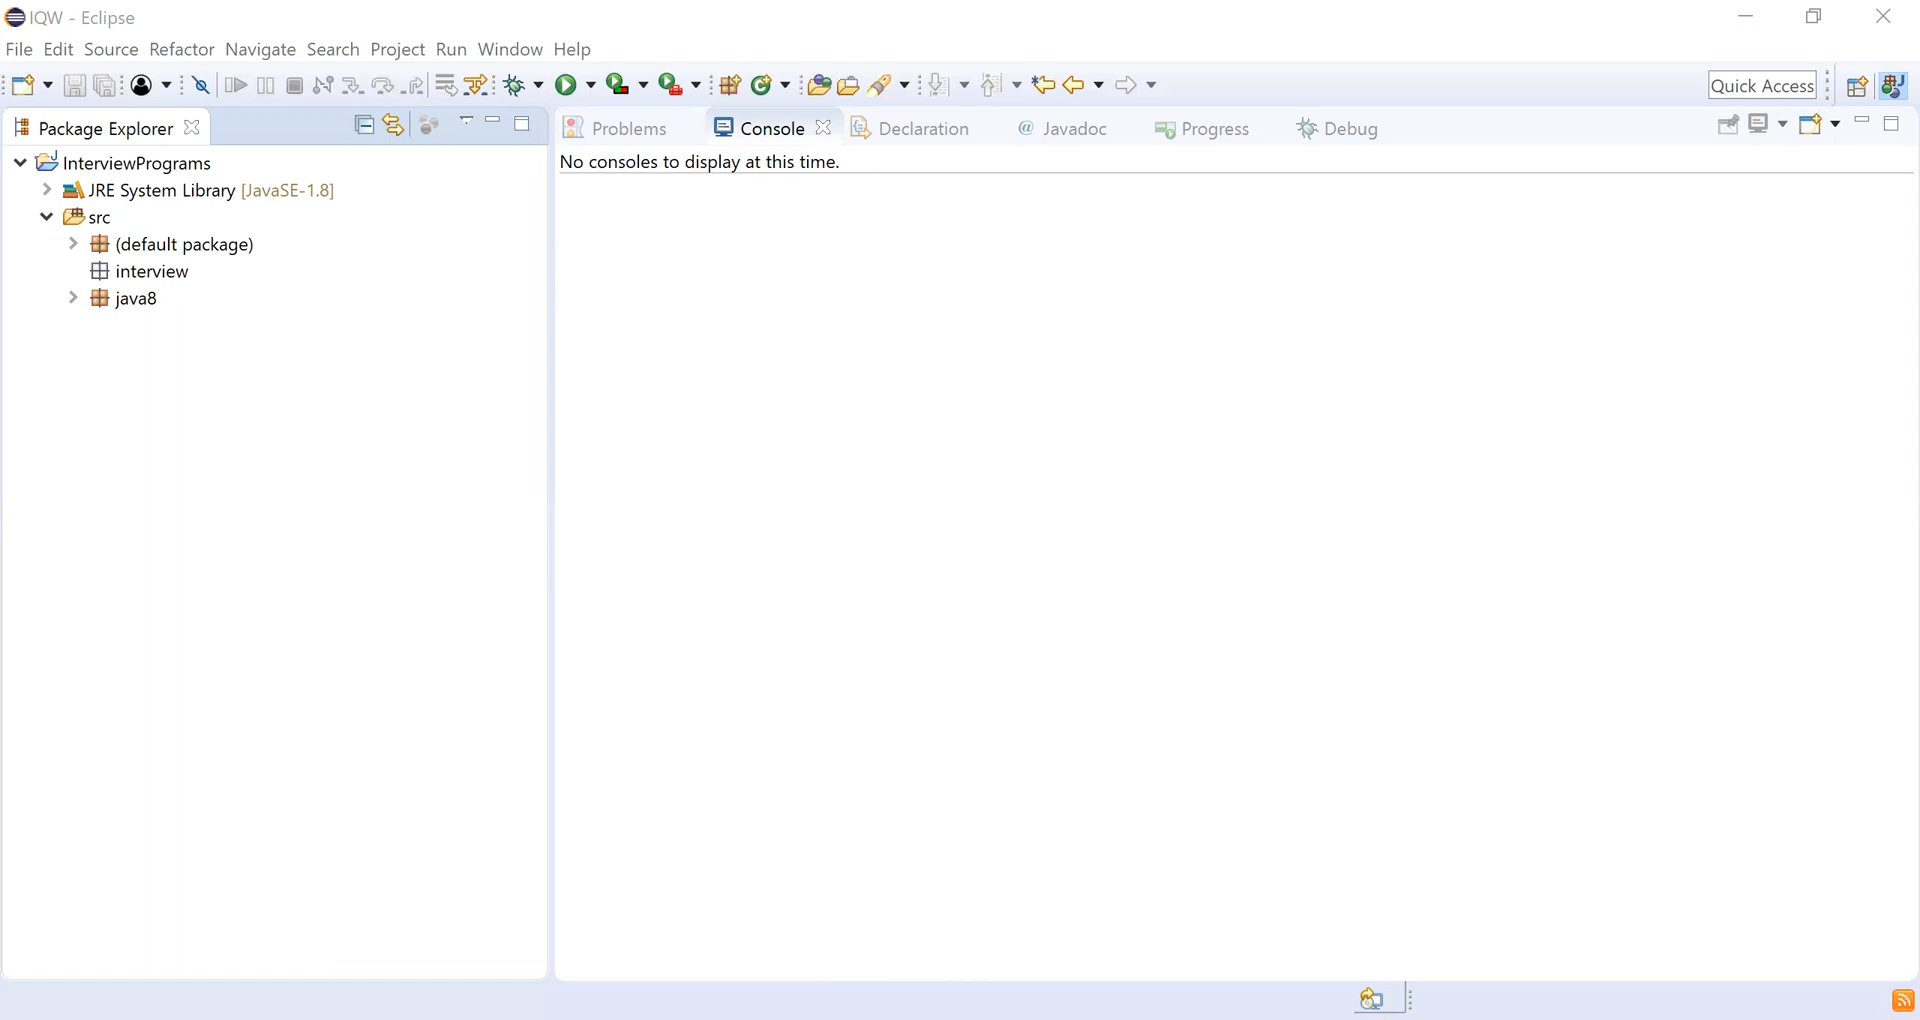 IQW - Eclipse
File Edit Source Refactor Navigate Search Project Run Window Help
Quick Access
Package Explorer
Problems Console Declaration @ Javadoc Progress Debug
No consoles to display at this time.
InterviewPrograms
JRE System Library [JavaSE-1.8]
src
(default package)
interview
java8